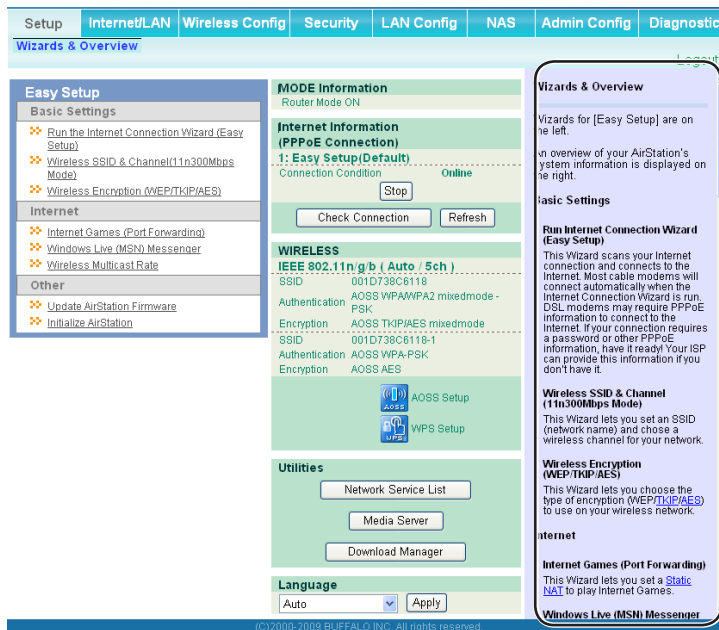 Setup Internet/LAN Wireless Config Security LAN Config NAS Admin Config Diagnostic
Wizards & Overview
Logout
Easy Setup
Basic Settings
Run the Internet Connection Wizard (Easy
Setup)
Wireless SSID & Channel(11n300Mbps
Mode)
Wireless Encryption (WEP/TKIP/AES)
Internet
Internet Games (Port Forwarding)
Windows Live (MSN) Messenger
Wireless Multicast Rate
Other
Update AirStation Firmware
Initialize AirStation
MODE Information
Router Mode ON
Internet Information
(PPPoE Connection)
1: Easy Setup(Default)
Connection Condition Online
Stop
Check Connection Refresh
WIRELESS
IEEE 802.11n/g/b ( Auto / 5ch )
SSID 001D738C6118
Authentication AOSS WPA/WPA2 mixedmode -
PSK
Encryption AOSS TKIP/AES mixedmode
SSID 001D738C6118-1
Authentication AOSS WPA-PSK
Encryption AOSS AES
AOSS AOSS Setup
WPS WPS Setup
Utilities
Network Service List
Media Server
Download Manager
Language
Auto Apply
(C)2000-2009 BUFFALO INC. All rights reserved.
Wizards & Overview
Wizards for [Easy Setup] are on
he left.
An overview of your AirStation's
system information is displayed on
he right.
Basic Settings
Run Internet Connection Wizard
(Easy Setup)
This Wizard scans your Internet
connection and connects to the
Internet. Most cable modems will
connect automatically when the
Internet Connection Wizard is run.
DSL modems may require PPPoE
information to connect to the
Internet. If your connection requires
a password or other PPPoE
information, have it ready! Your ISP
can provide this information if you
don't have it.
Wireless SSID & Channel
(11n300Mbps Mode)
This Wizard lets you set an SSID
(network name) and chose a
wireless channel for your network.
Wireless Encryption
(WEP/TKIP/AES)
This Wizard lets you choose the
type of encryption (WEP/TKIP/AES)
to use on your wireless network.
Internet
Internet Games (Port Forwarding)
This Wizard lets you set a Static
NAT to play Internet Games.
Windows Live (MSN) Messenger